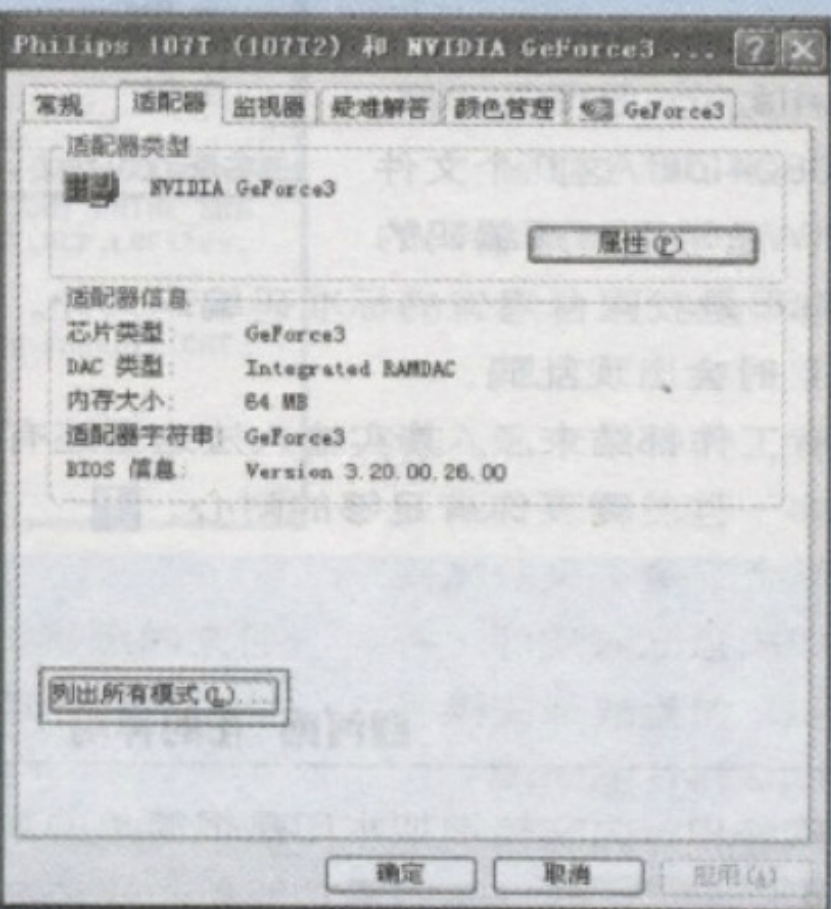 Philips 107T (107T2) 和 NVIDIA GeForce3 ... ? X
常规 适配器 监视器 疑难解答 颜色管理 GeForce3
适配器类型
NVIDIA GeForce3
属性(P)
适配器信息
芯片类型: GeForce3
DAC 类型: Integrated RAMDAC
内存大小: 64 MB
适配器字符串: GeForce3
BIOS 信息: Version 3.20.00.26.00
列出所有模式(L)...
确定 取消 应用(A)